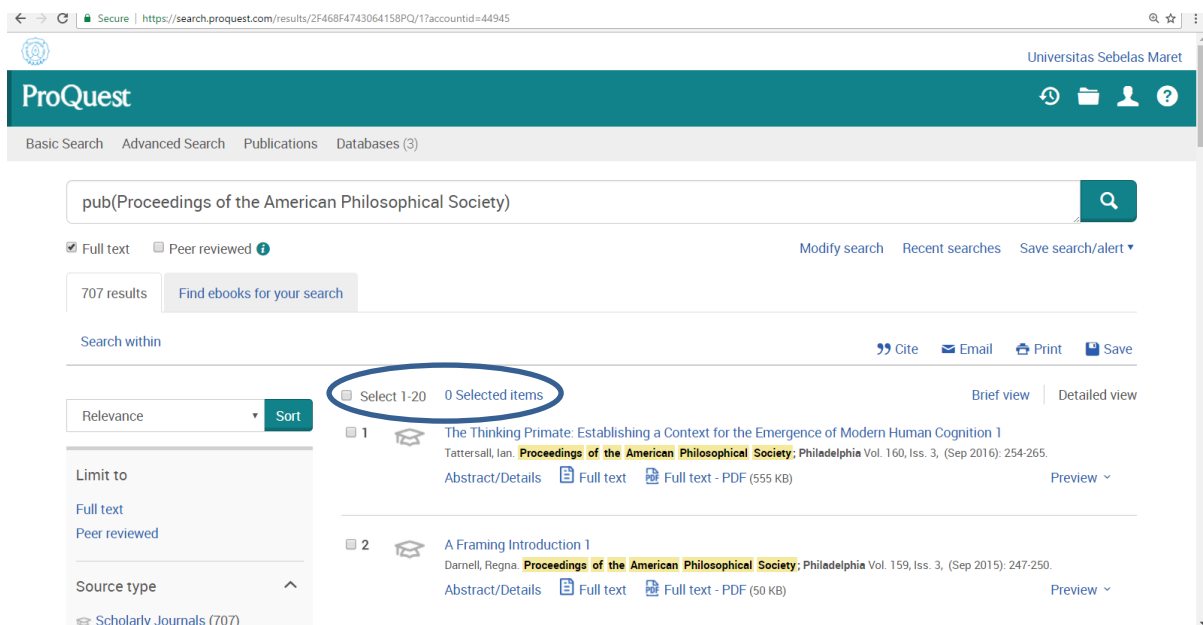 Secure | https://search.proquest.com/results/2F468F4743064158PQ/1?accountid=44945
Universitas Sebelas Maret
ProQuest
Basic Search Advanced Search Publications Databases (3)
pub(Proceedings of the American Philosophical Society)
Full text Peer reviewed
Modify search Recent searches Save search/alert
707 results Find ebooks for your search
Search within
Cite Email Print Save
Select 1-20 0 Selected items
Brief view Detailed view
Relevance Sort
1 The Thinking Primate: Establishing a Context for the Emergence of Modern Human Cognition 1
Tattersall, Ian. Proceedings of the American Philosophical Society; Philadelphia Vol. 160, Iss. 3, (Sep 2016): 254-265.
Abstract/Details Full text PDF Full text - PDF (555 KB) Preview
Limit to
Full text
Peer reviewed
2 A Framing Introduction 1
Darnell, Regna. Proceedings of the American Philosophical Society; Philadelphia Vol. 159, Iss. 3, (Sep 2015): 247-250.
Abstract/Details Full text PDF Full text - PDF (50 KB) Preview
Source type
Scholarly Journals (707)